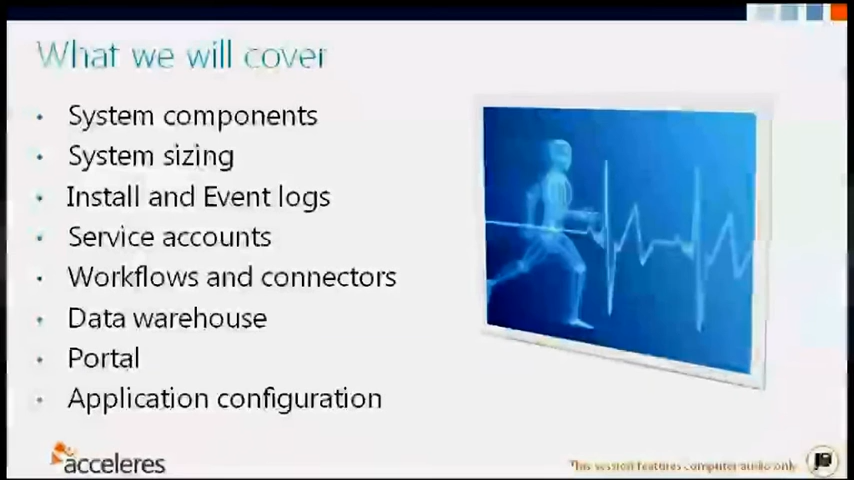 What we will cover
• System components
• System sizing
• Install and Event logs
• Service accounts
• Workflows and connectors
• Data warehouse
• Portal
• Application configuration
acceleres
This session features computer audio only